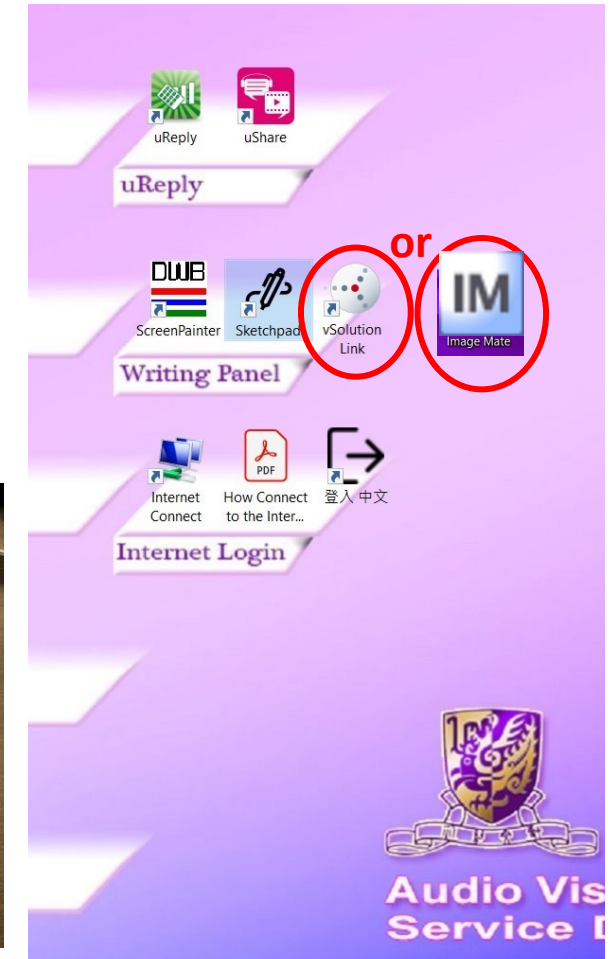 uReply uShare
uReply
or
DWB
IM
ScreenPainter Sketchpad vSolution Link
Image Mate
Writing Panel
PDF
Internet Connect How Connect to the Inter... 登入 中文
Internet Login
Audio Vis
Service D